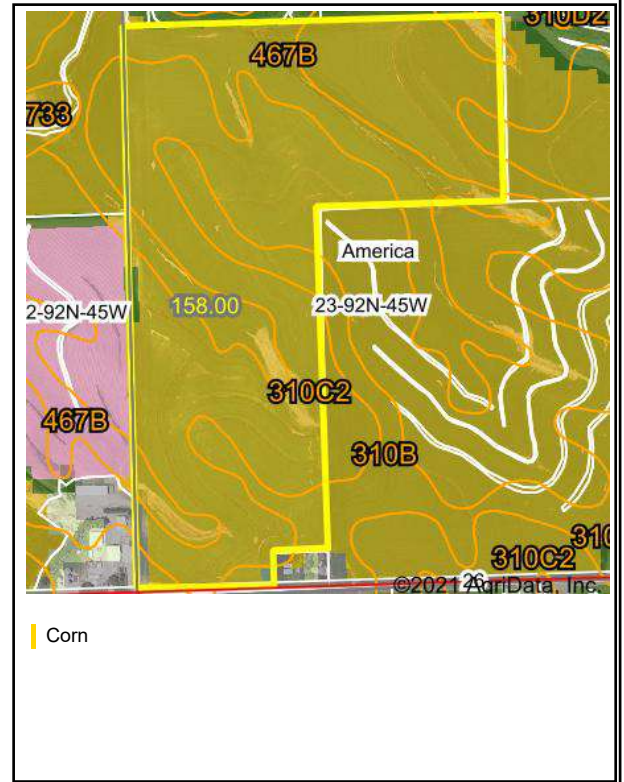 310D2
467B
733
America
2-92N-45W
158.00
23-92N-45W
310C2
467B
310B
310C2
310
26
©2021 AgriData, Inc.
Corn